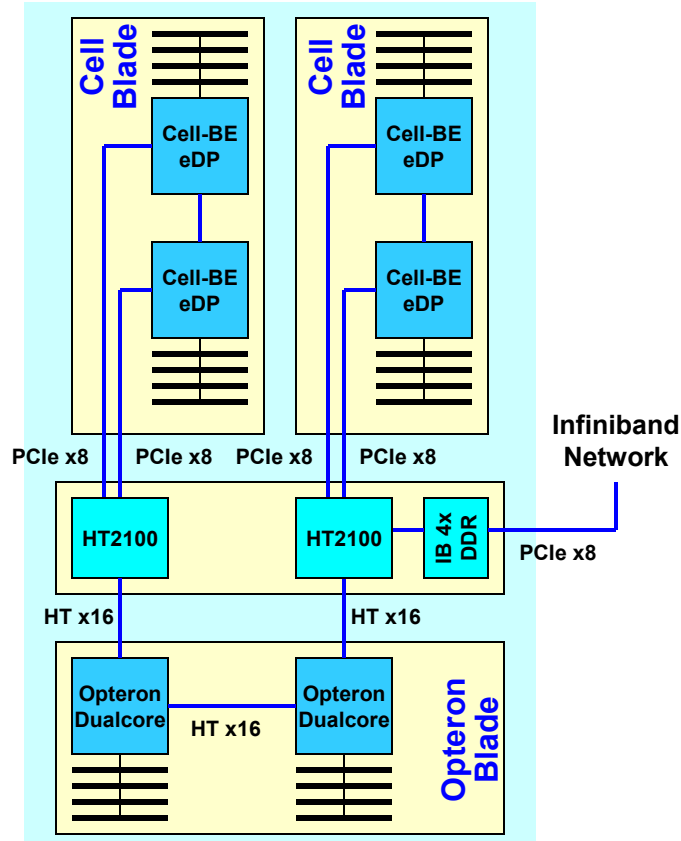 Cell
Blade
Cell
Blade
Cell-BE
eDP
Cell-BE
eDP
Cell-BE
eDP
Cell-BE
eDP
Infiniband
Network
PCIe x8
PCIe x8
PCIe x8
PCIe x8
HT2100
HT2100
IB 4x
DDR
PCIe x8
HT x16
HT x16
Opteron
Dualcore
HT x16
Opteron
Dualcore
Opteron
Blade